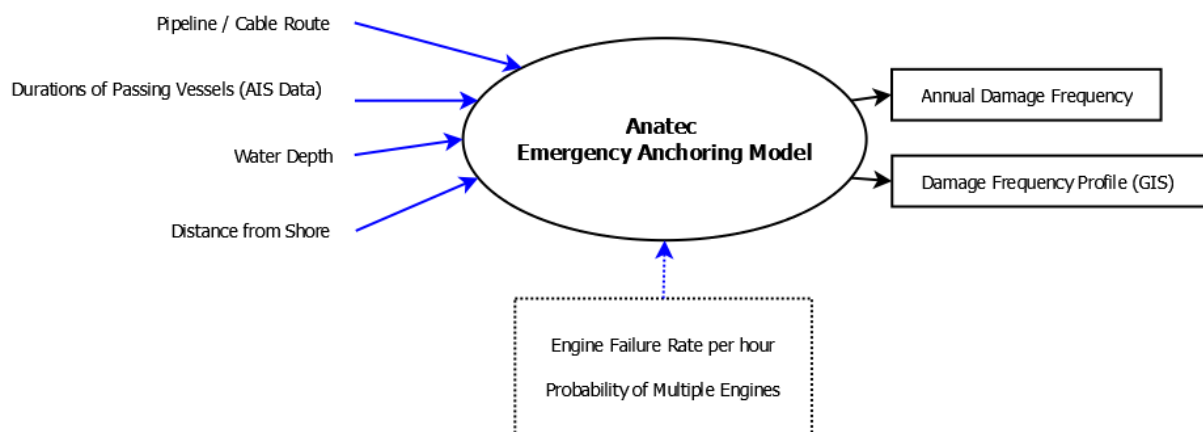 Pipeline / Cable Route
Durations of Passing Vessels (AIS Data)
Water Depth
Distance from Shore
Anatec
Emergency Anchoring Model
Annual Damage Frequency
Damage Frequency Profile (GIS)
Engine Failure Rate per hour
Probability of Multiple Engines